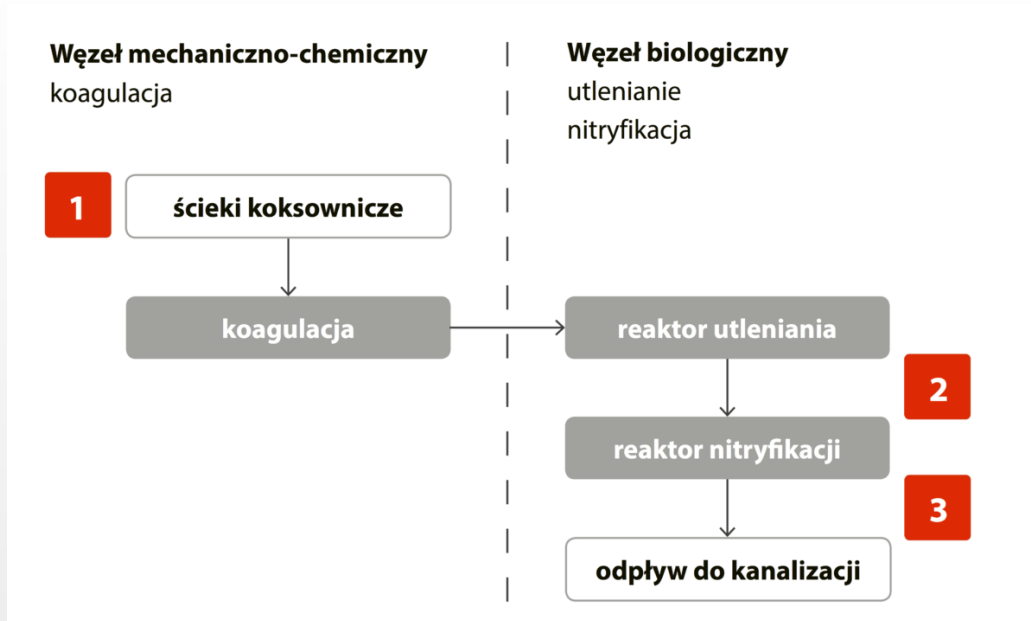 Węzeł mechaniczno-chemiczny
koagulacja
Węzeł biologiczny
utlenianie
nitryfikacja
1
ścieki koksownicze
koagulacja
reaktor utleniania
2
reaktor nitryfikacji
3
odpływ do kanalizacji